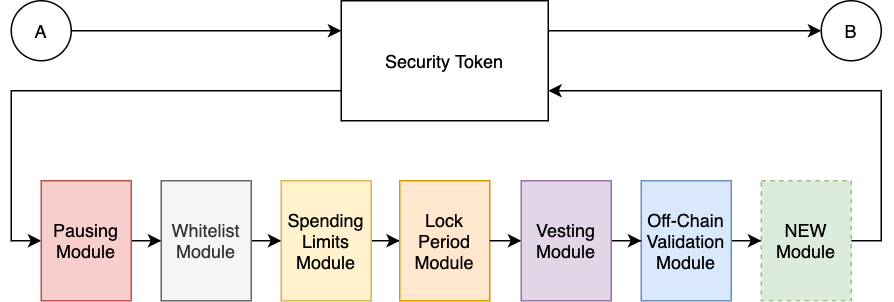 A
Security Token
B
Pausing
Module
Whitelist
Module
Spending
Limits
Module
Lock
Period
Module
Vesting
Module
Off-Chain
Validation
Module
NEW
Module